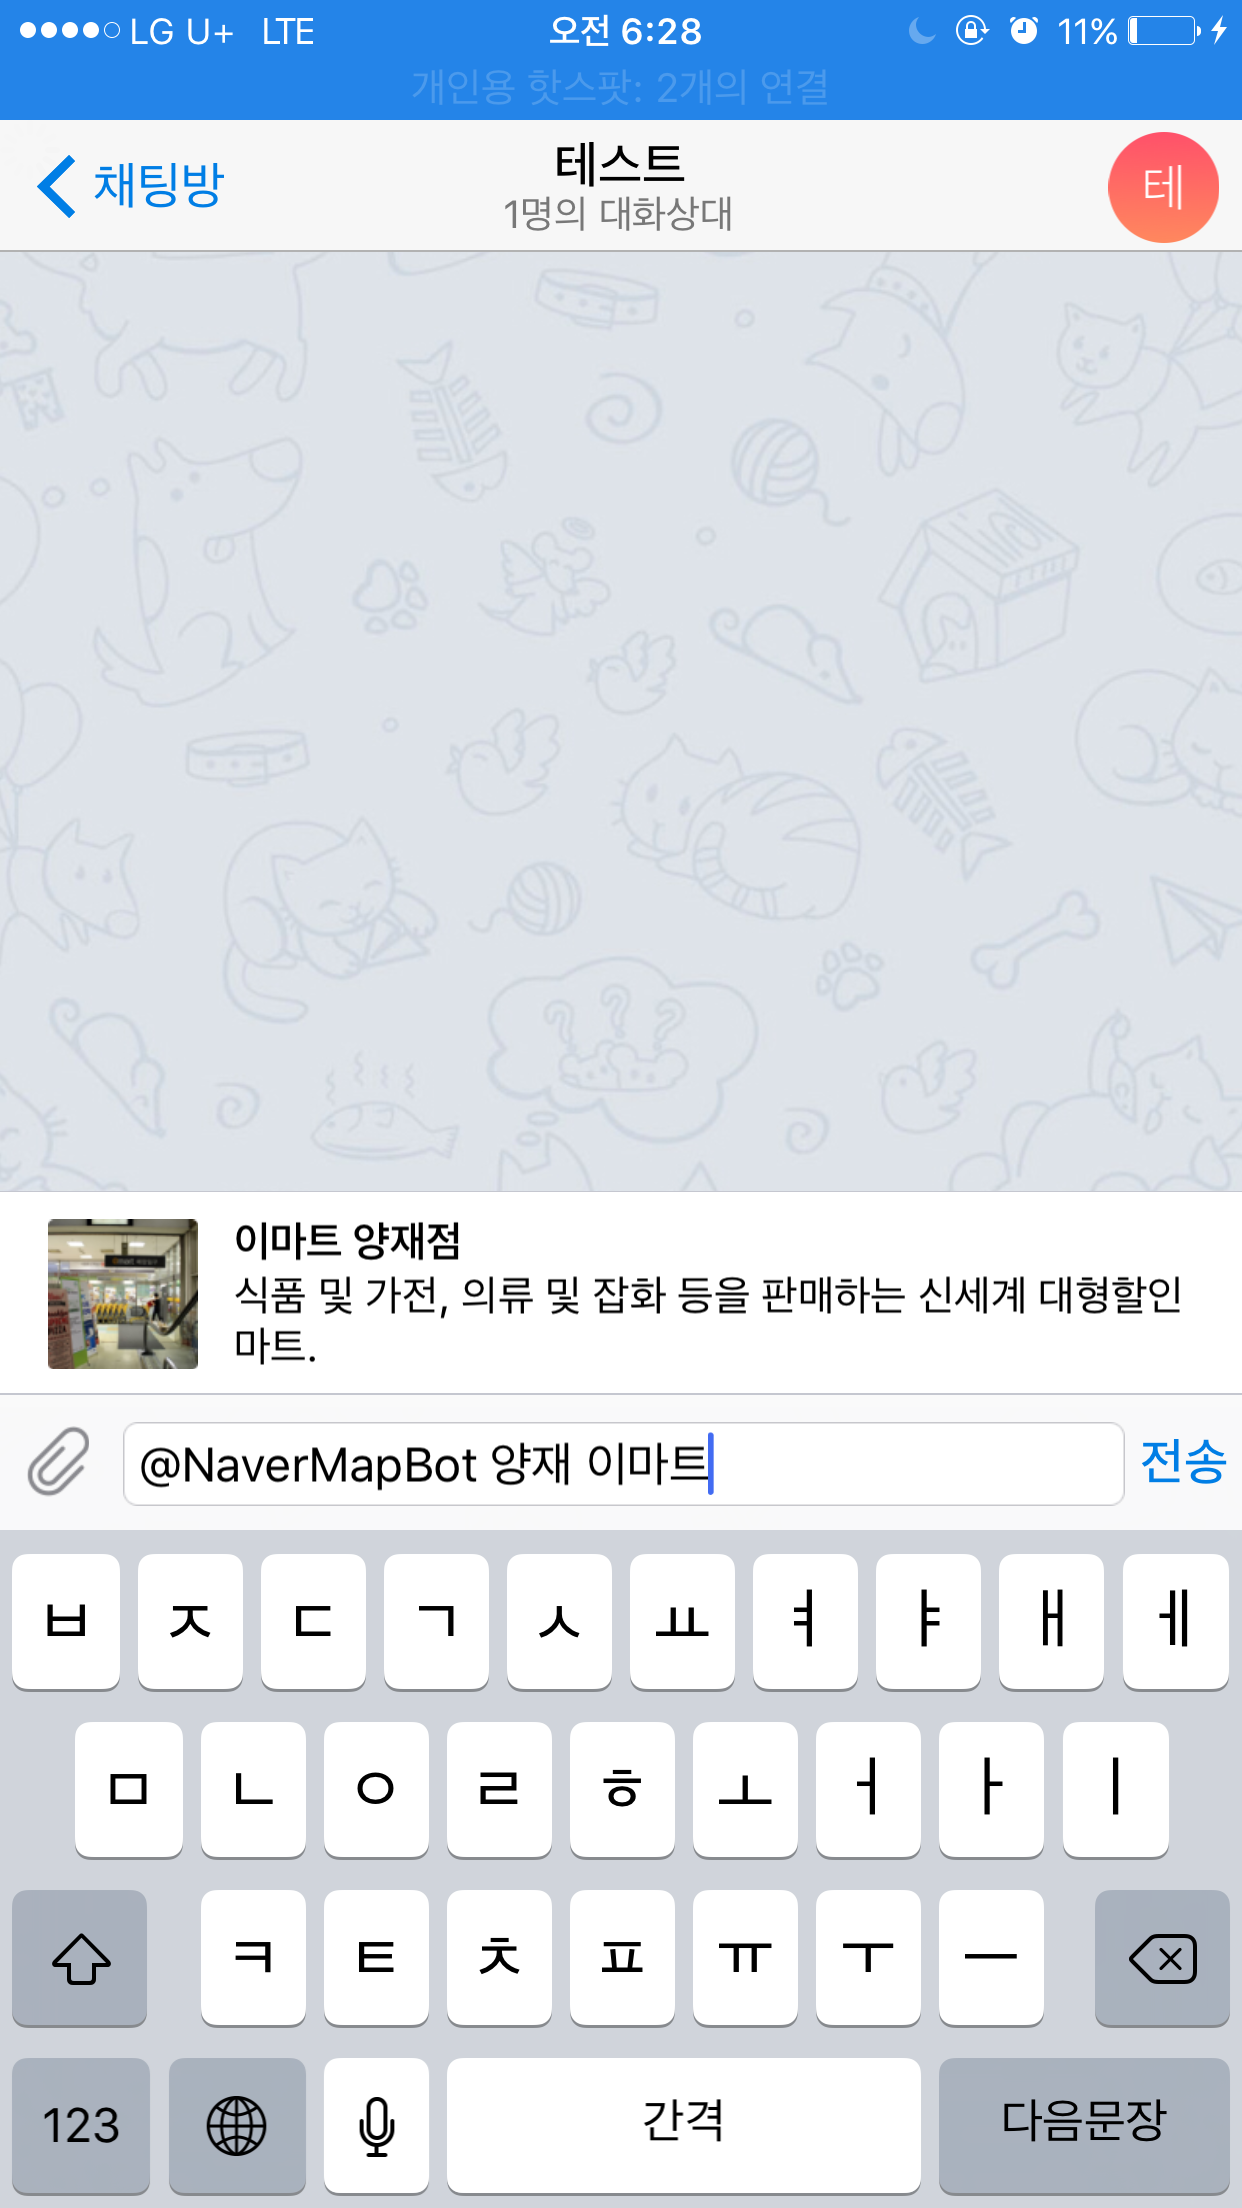 LG U+ LTE 오전 6:28 11%
개인용 핫스팟: 2개의 연결
채팅방
테스트
1명의 대화상대
테
? ? ?
이마트 양재점
식품 및 가전, 의류 및 잡화 등을 판매하는 신세계 대형할인
마트.
@NaverMapBot 양재 이마트
전송
ㅂ ㅈ ㄷ ㄱ ㅅ ㅛ ㅕ ㅑ ㅐ ㅔ
ㅁ ㄴ ㅇ ㄹ ㅎ ㅗ ㅓ ㅏ ㅣ
ㅋ ㅌ ㅊ ㅍ ㅠ ㅜ ㅡ
123 간격 다음문장